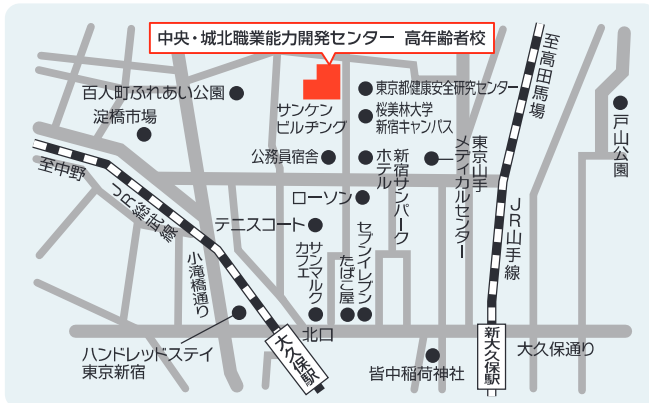 中央・城北職業能力開発センター 高年齢者校
至高田馬場
百人町ふれあい公園
淀橋市場
サンケン
ビルヂング
東京都健康安全研究センター
桜美林大学
新宿キャンパス
戸山公園
至中野
JR総武線
公務員宿舎
新宿サンパーク
ホテル
東京山手
メディカルセンター
ローソン
JR山手線
テニスコート
小滝橋通り
サンマルク
カフェ
たばこ屋
セブンイレブン
北口
大久保駅
新大久保駅
大久保通り
ハンドレッドステイ
東京新宿
皆中稲荷神社